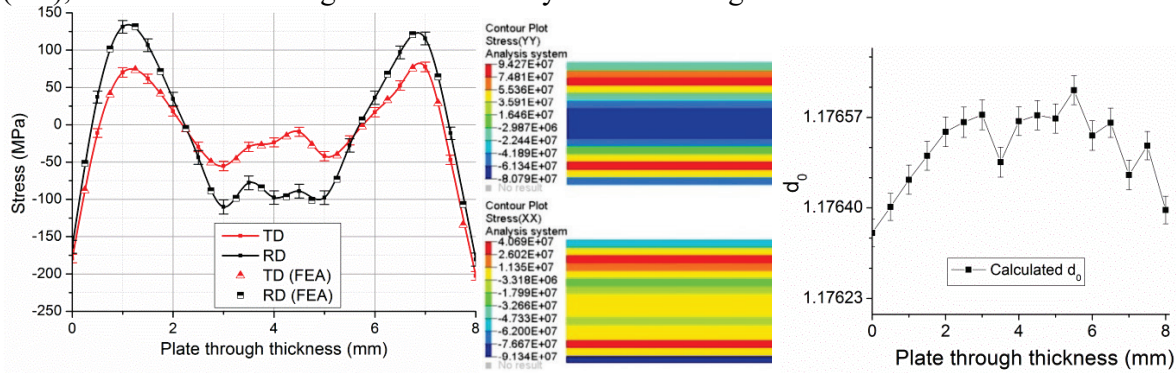 150
100
50
0
-50
-100
-150
-200
-250
Stress (MPa)
TD
RD
TD (FEA)
RD (FEA)
0 2 4 6 8
Plate through thickness (mm)
Contour Plot
Stress(YY)
Analysis system
9.427E+07
7.481E+07
5.536E+07
3.591E+07
1.646E+07
-2.987E+06
-2.244E+07
-4.189E+07
-6.134E+07
-8.079E+07
No result
Contour Plot
Stress(XX)
Analysis system
4.069E+07
2.602E+07
1.135E+07
-3.318E+06
-1.799E+07
-3.266E+07
-4.733E+07
-6.200E+07
-7.667E+07
-9.134E+07
No result
1.17657
1.17640
1.17623
d0
Calculated d0
0 2 4 6 8
Plate through thickness (mm)